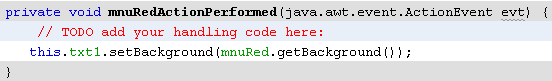 private void mnuRedActionPerformed(java.awt.event.ActionEvent evt) {
// TODO add your handling code here:
this.txt1.setBackground(mnuRed.getBackground());
}